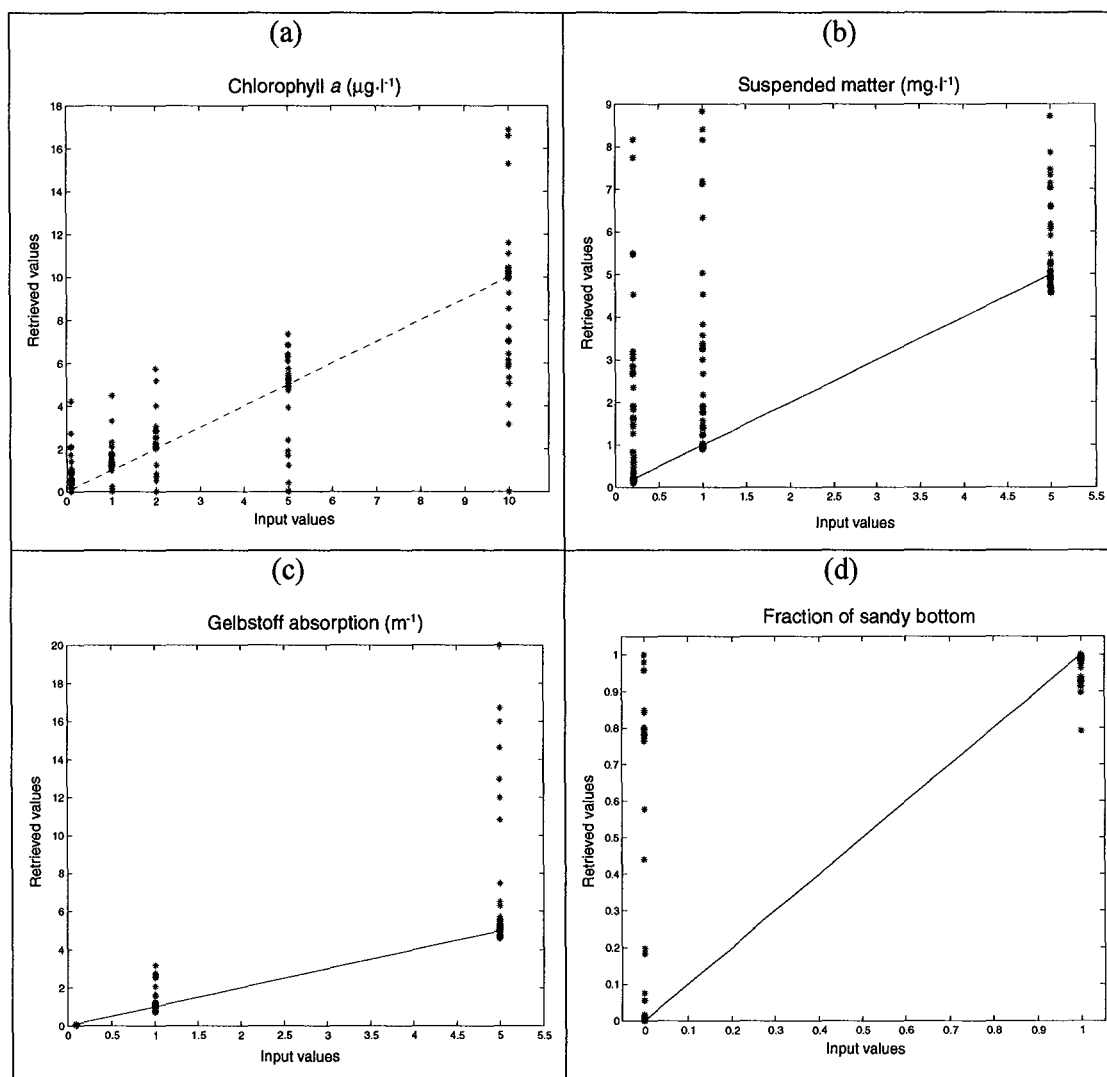 (a)
Chlorophyll a (µg·l⁻¹)
18
16
14
12
10
8
6
4
2
0
Retrieved values
0 1 2 3 4 5 6 7 8 9 10
Input values
(b)
Suspended matter (mg·l⁻¹)
9
8
7
6
5
4
3
2
1
0
Retrieved values
0 0.5 1 1.5 2 2.5 3 3.5 4 4.5 5 5.5
Input values
(c)
Gelbstoff absorption (m⁻¹)
20
18
16
14
12
10
8
6
4
2
0
Retrieved values
0 0.5 1 1.5 2 2.5 3 3.5 4 4.5 5 5.5
Input values
(d)
Fraction of sandy bottom
1
0.9
0.8
0.7
0.6
0.5
0.4
0.3
0.2
0.1
0
Retrieved values
0 0.1 0.2 0.3 0.4 0.5 0.6 0.7 0.8 0.9 1
Input values